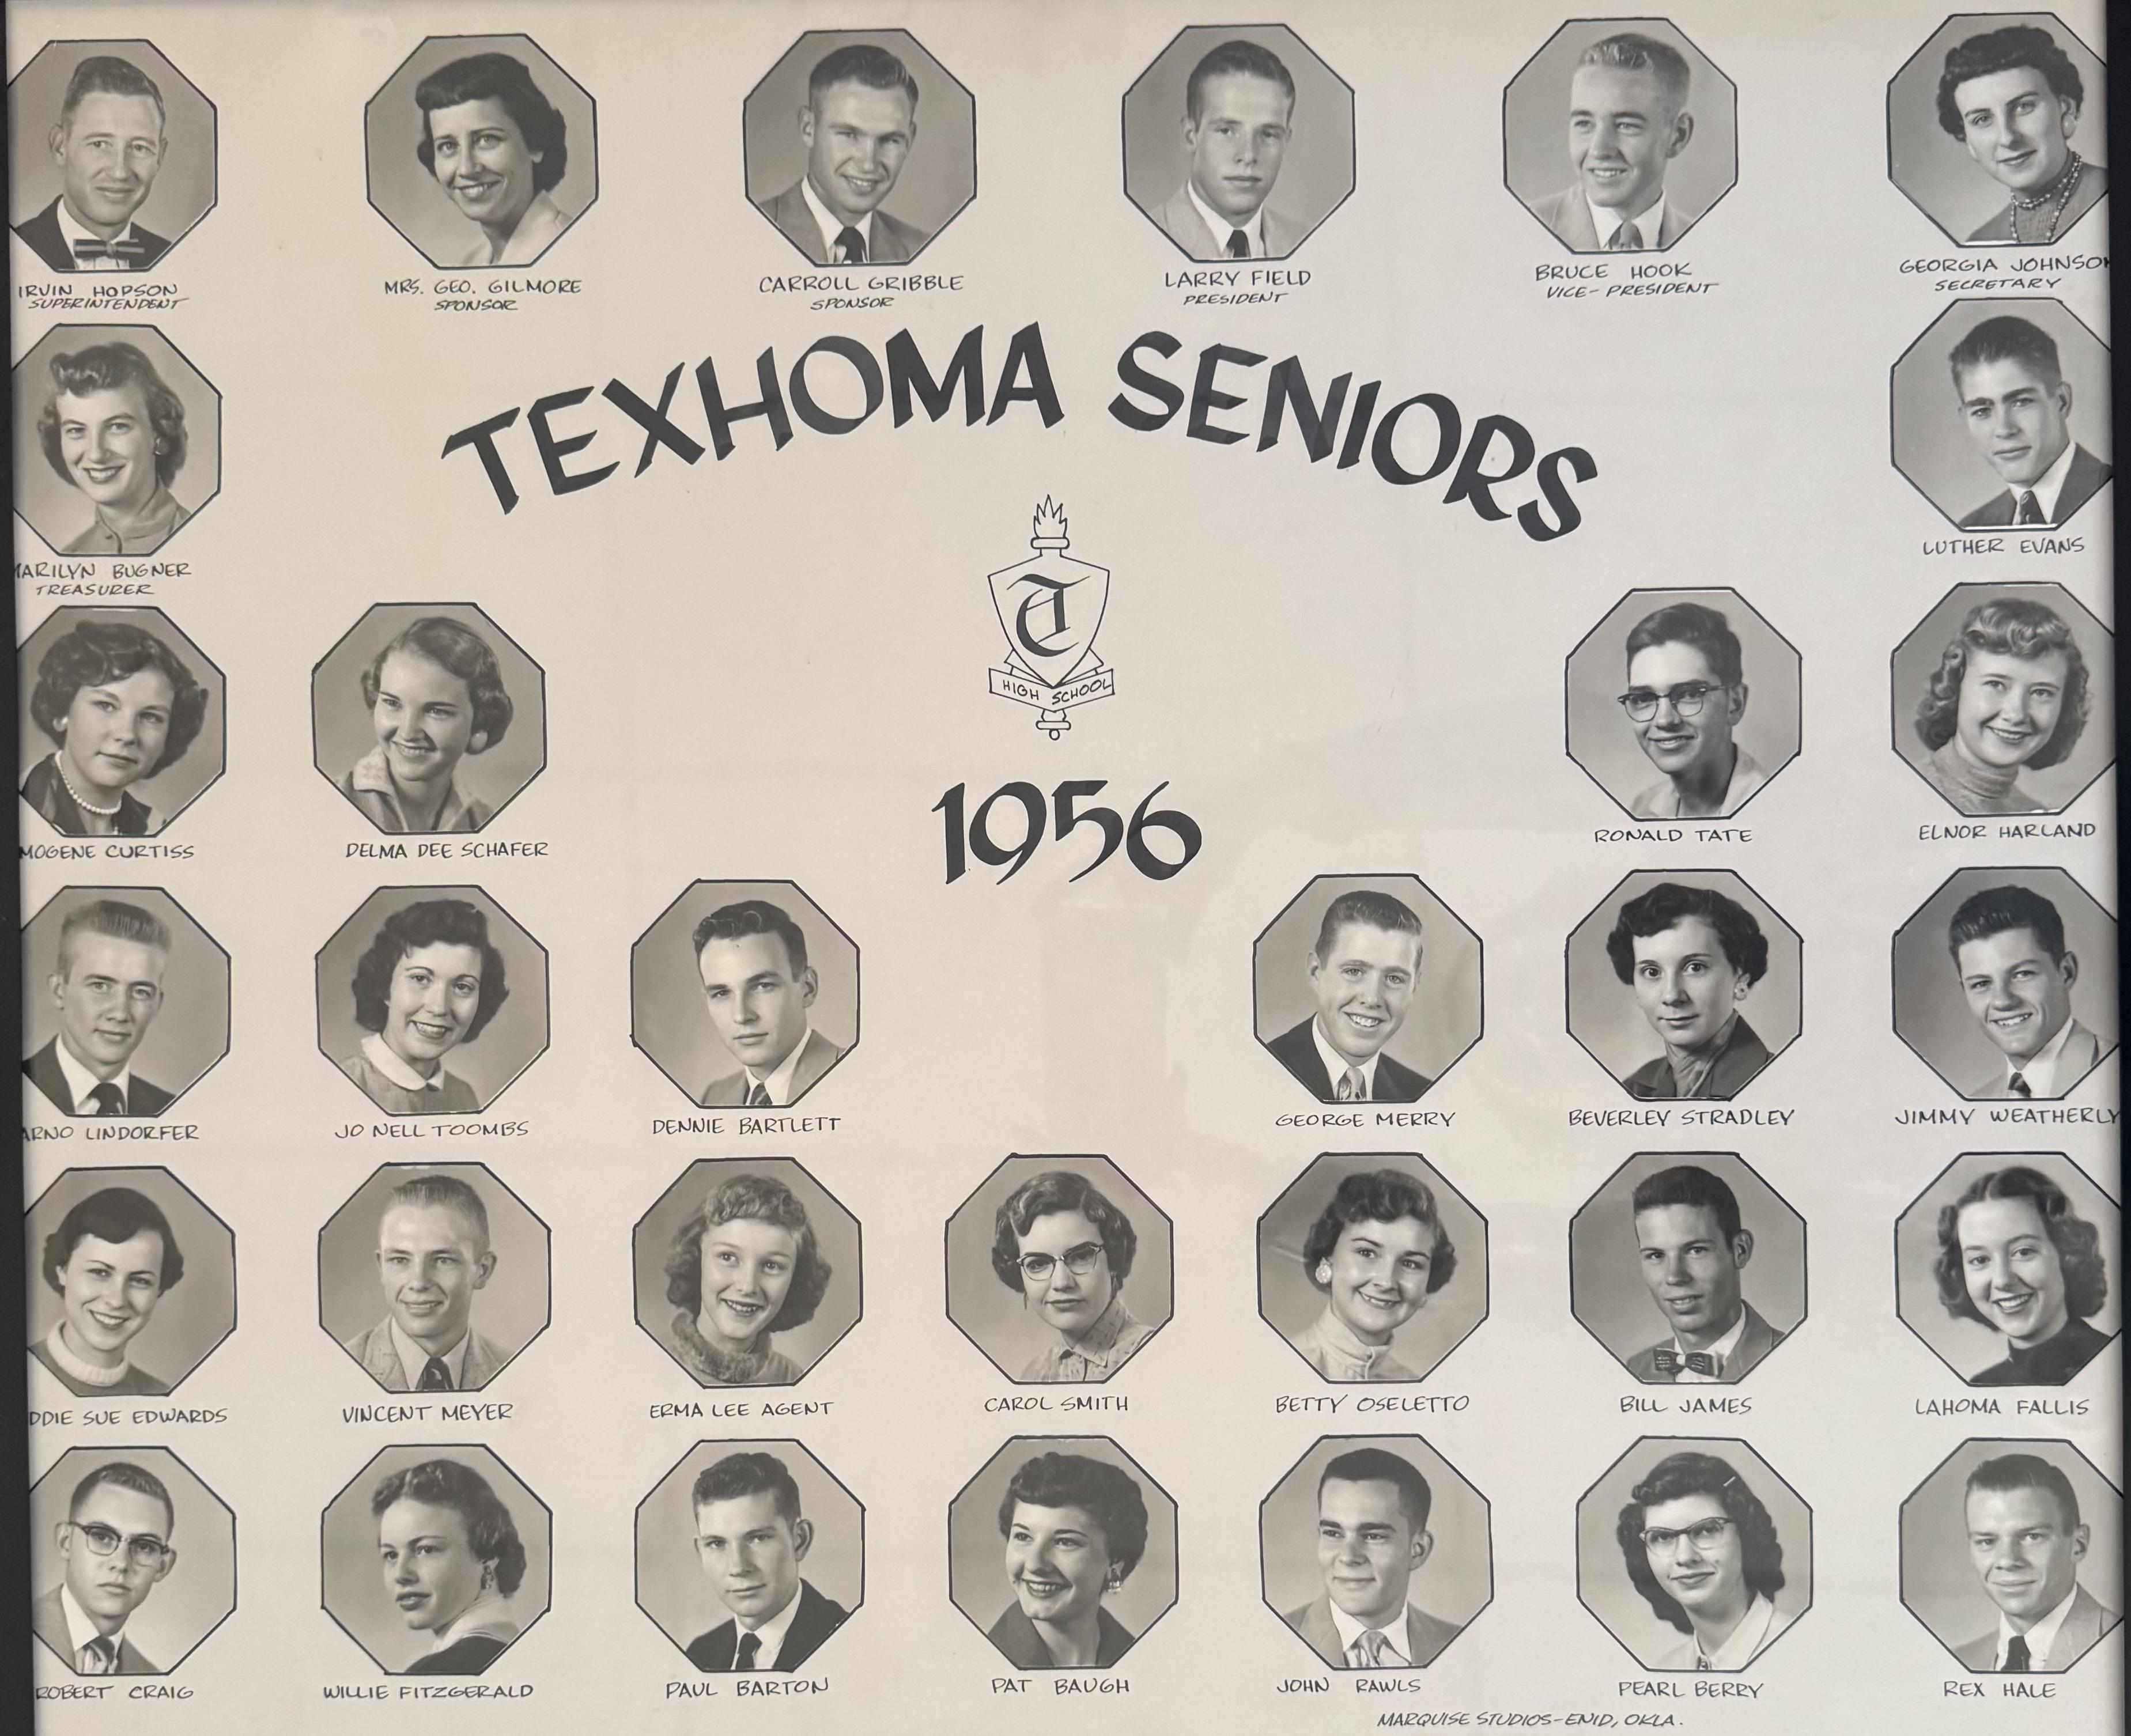 IRVIN HOPSON
SUPERINTENDENT
MRS. GEO. GILMORE
SPONSOR
CARROLL GRIBBLE
SPONSOR
LARRY FIELD
PRESIDENT
BRUCE HOOK
VICE-PRESIDENT
GEORGIA JOHNSON
SECRETARY
TEXHOMA SENIORS
MARILYN BUGNER
TREASURER
LUTHER EVANS
T
HIGH SCHOOL
MOGENE CURTISS
DELMA DEE SCHAFER
1956
RONALD TATE
ELNOR HARLAND
ARNO LINDORFER
JO NELL TOOMBS
DENNIE BARTLETT
GEORGE MERRY
BEVERLEY STRADLEY
JIMMY WEATHERLY
DDIE SUE EDWARDS
VINCENT MEYER
ERMA LEE AGENT
CAROL SMITH
BETTY OSELETTO
BILL JAMES
LAHOMA FALLIS
ROBERT CRAIG
WILLIE FITZGERALD
PAUL BARTON
PAT BAUGH
JOHN RAWLS
PEARL BERRY
REX HALE
MARQUISE STUDIOS-ENID, OKLA.